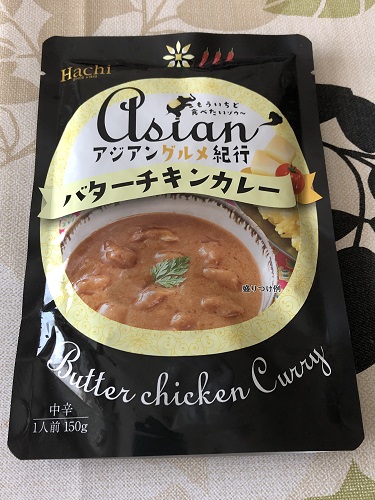 Hachi
もういちど
食べたいゾウ〜
asian
アジアングルメ紀行
バターチキンカレー
盛りつけ例
Butter chicken Curry
中辛
1人前 150g